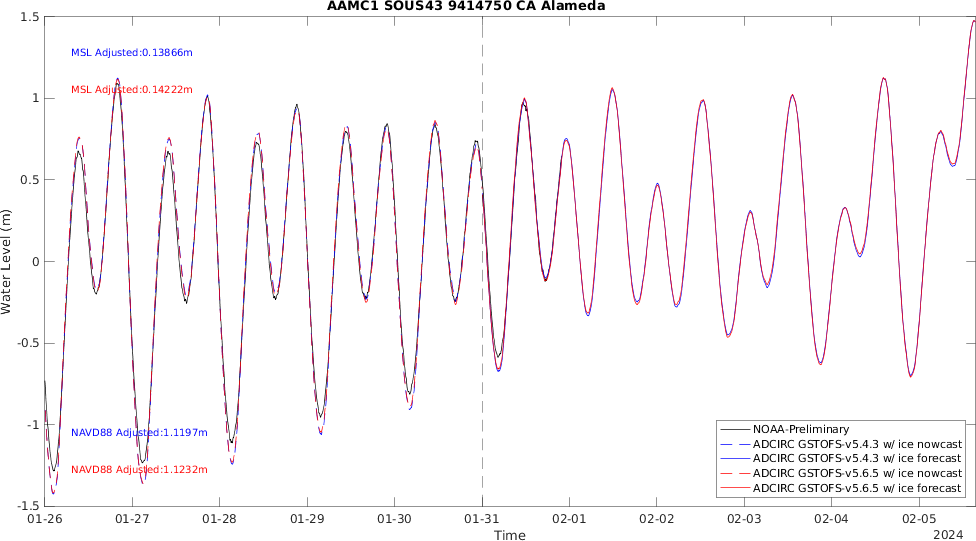 AAMC1 SOUS43 9414750 CA Alameda
1.5
MSL Adjusted:0.13866m
MSL Adjusted:0.14222m
1
0.5
Water Level (m)
0
-0.5
-1
NAVD88 Adjusted:1.1197m
NAVD88 Adjusted:1.1232m
-1.5
NOAA-Preliminary
ADCIRC GSTOFS-v5.4.3 w/ ice nowcast
ADCIRC GSTOFS-v5.4.3 w/ ice forecast
ADCIRC GSTOFS-v5.6.5 w/ ice nowcast
ADCIRC GSTOFS-v5.6.5 w/ ice forecast
01-26 01-27 01-28 01-29 01-30 01-31 02-01 02-02 02-03 02-04 02-05
Time
2024